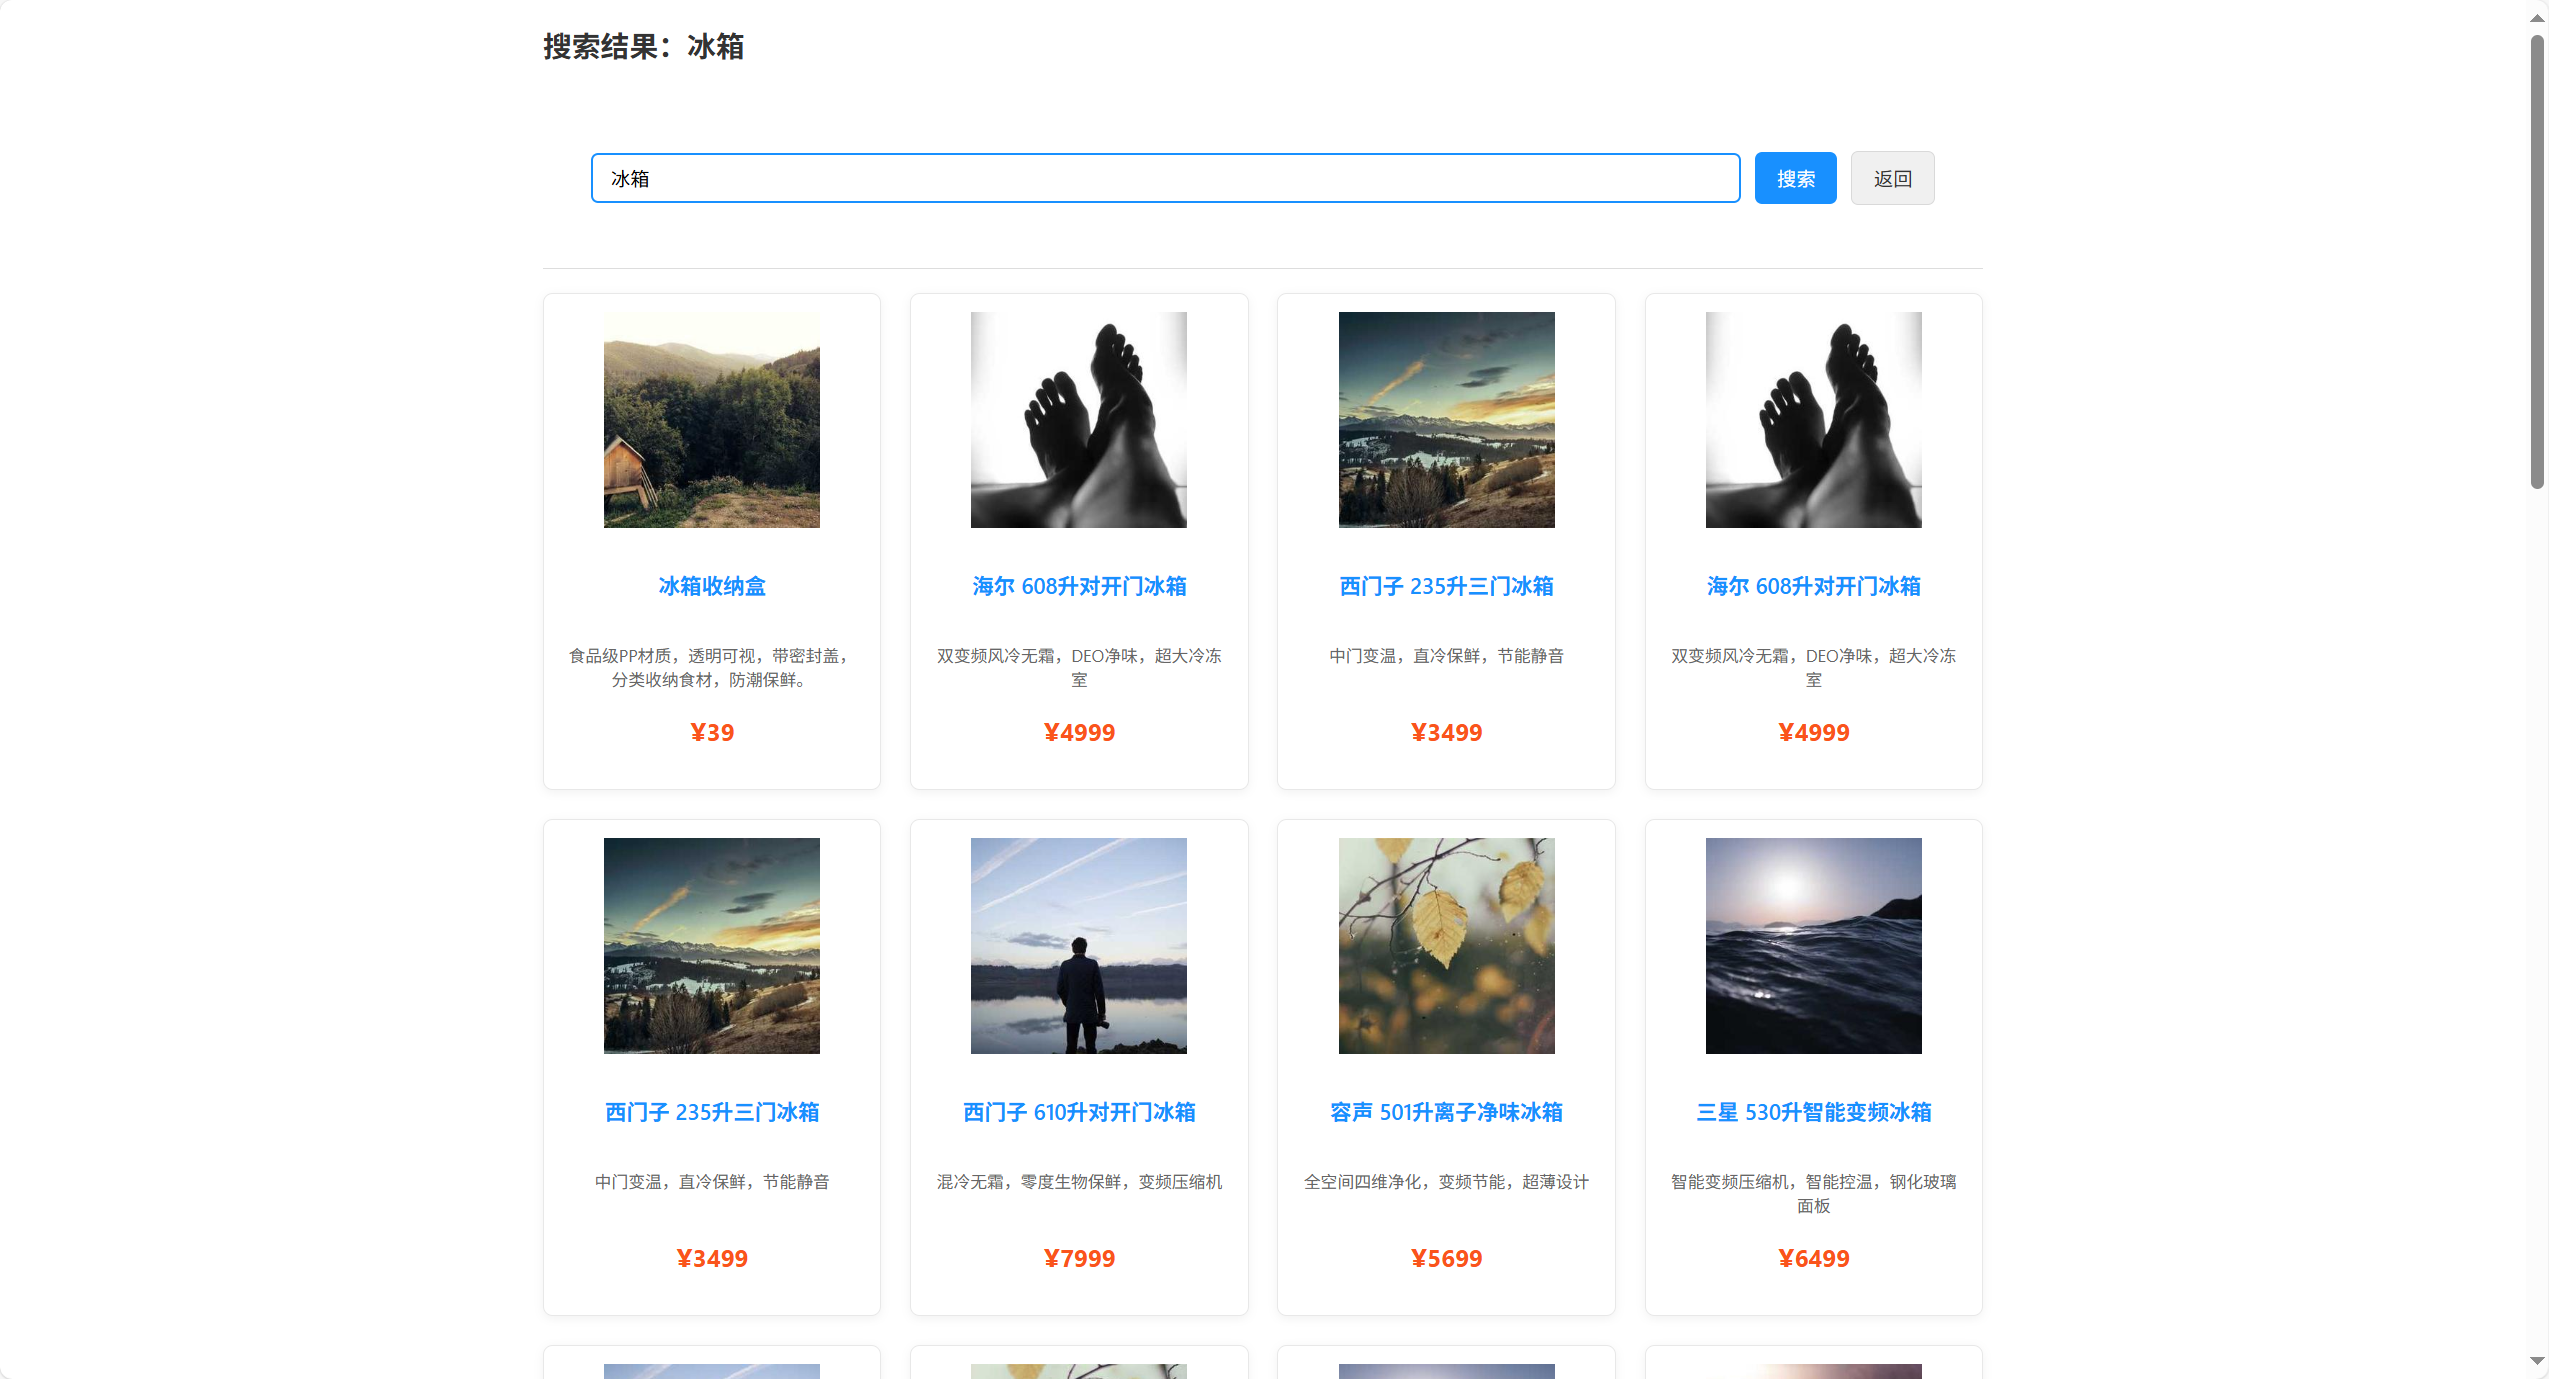 搜索结果：冰箱
冰箱
搜索
返回
冰箱收纳盒
食品级PP材质，透明可视，带密封盖，
分类收纳食材，防潮保鲜。
¥39
海尔 608升对开门冰箱
双变频风冷无霜，DEO净味，超大冷冻
室
¥4999
西门子 235升三门冰箱
中门变温，直冷保鲜，节能静音
¥3499
海尔 608升对开门冰箱
双变频风冷无霜，DEO净味，超大冷冻
室
¥4999
西门子 235升三门冰箱
中门变温，直冷保鲜，节能静音
¥3499
西门子 610升对开门冰箱
混冷无霜，零度生物保鲜，变频压缩机
¥7999
容声 501升离子净味冰箱
全空间四维净化，变频节能，超薄设计
¥5699
三星 530升智能变频冰箱
智能变频压缩机，智能控温，钢化玻璃
面板
¥6499